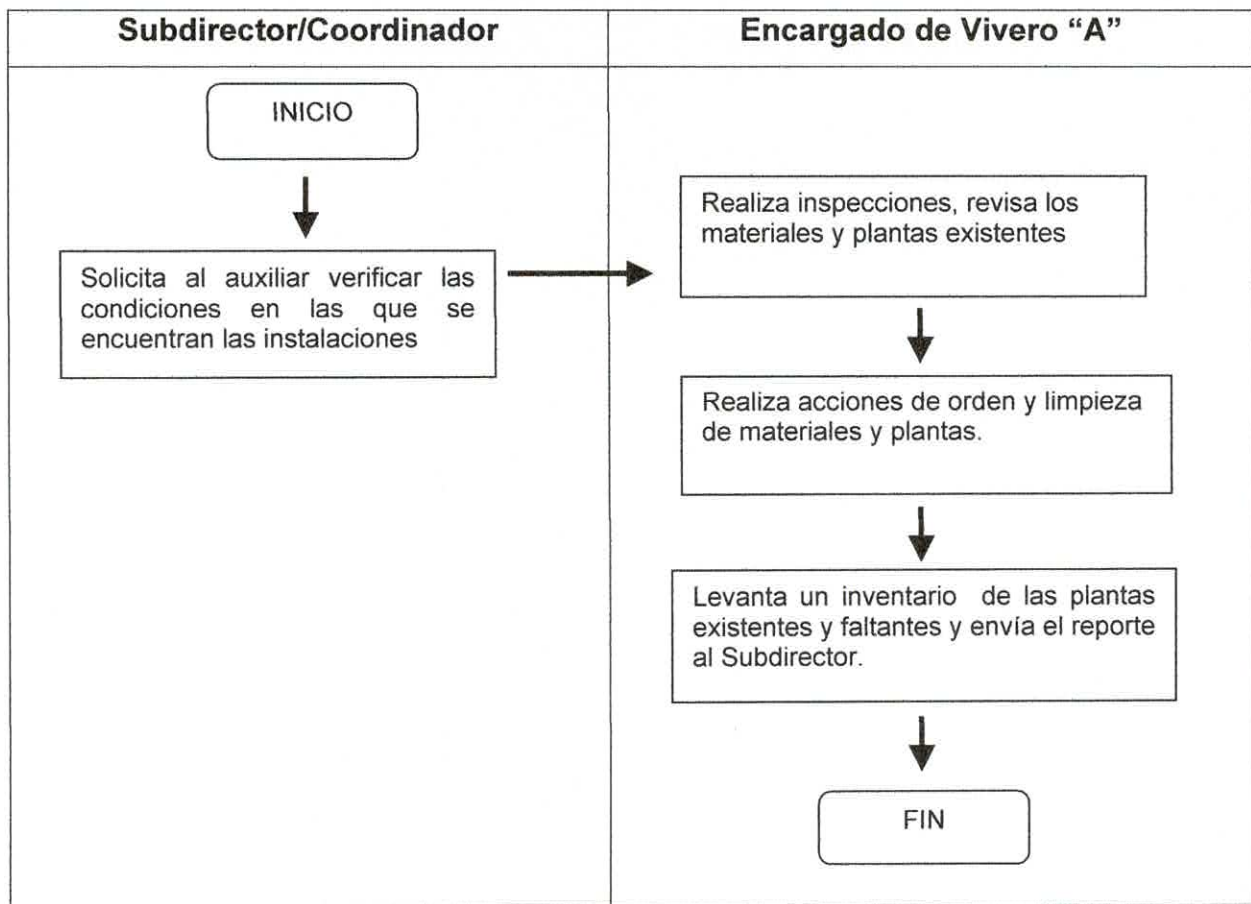 Subdirector/Coordinador
Encargado de Vivero “A”
INICIO
Solicita al auxiliar verificar las
condiciones en las que se
encuentran las instalaciones
Realiza inspecciones, revisa los
materiales y plantas existentes
Realiza acciones de orden y limpieza
de materiales y plantas.
Levanta un inventario de las plantas
existentes y faltantes y envía el reporte
al Subdirector.
FIN